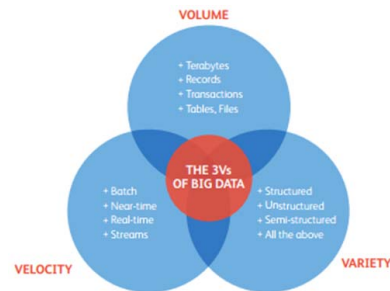 VOLUME
+ Terabytes
+ Records
+ Transactions
+ Tables, Files
THE 3Vs
OF BIG DATA
+ Batch
+ Near-time
+ Real-time
+ Streams
+ Structured
+ Unstructured
+ Semi-structured
+ All the above
VELOCITY
VARIETY